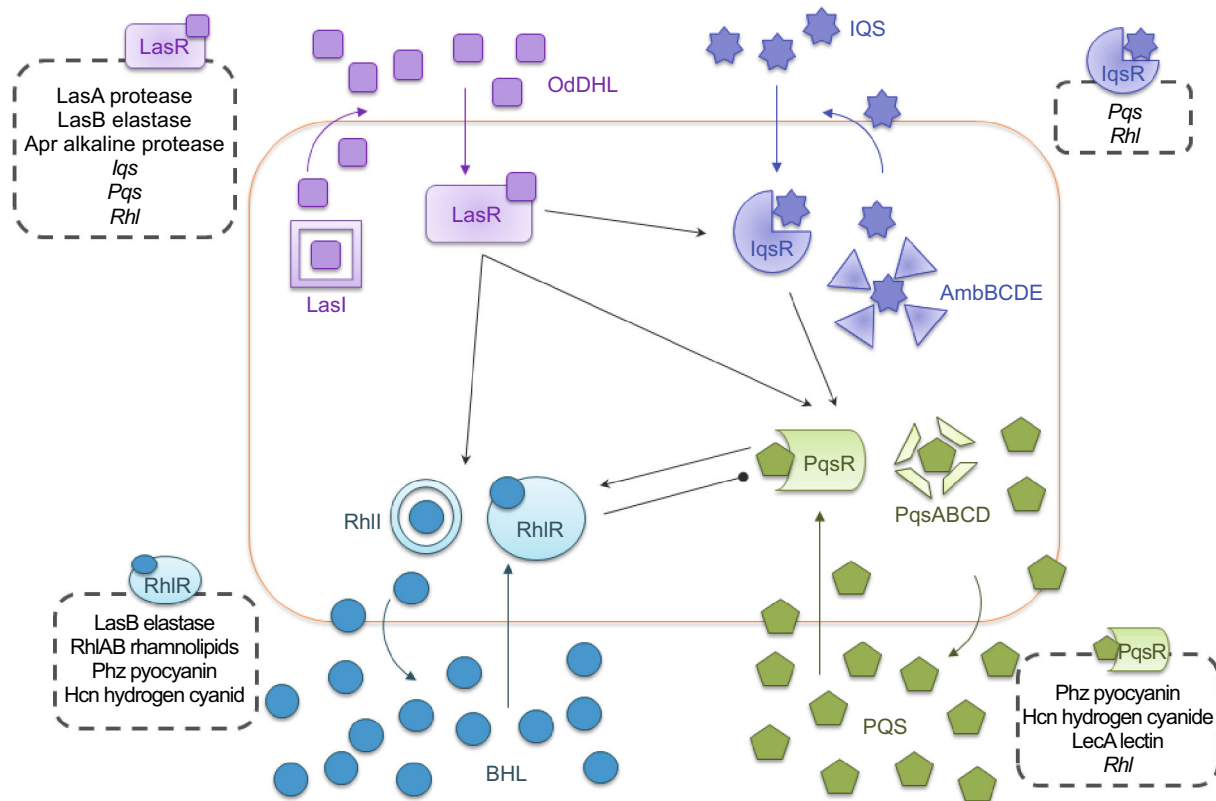 LasR
LasA protease
LasB elastase
Apr alkaline protease
Iqs
Pqs
Rhl
OdDHL
IQS
IqsR
Pqs
Rhl
LasR
IqsR
LasI
AmbBCDE
PqsR
PqsABCD
RhlI
RhlR
RhlR
LasB elastase
RhlAB rhamnolipids
Phz pyocyanin
Hcn hydrogen cyanid
BHL
PQS
PqsR
Phz pyocyanin
Hcn hydrogen cyanide
LecA lectin
Rhl